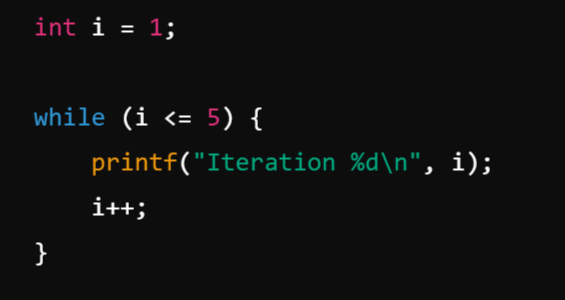 int i = 1;
while (i <= 5) {
    printf("Iteration %d\n", i);
    i++;
}